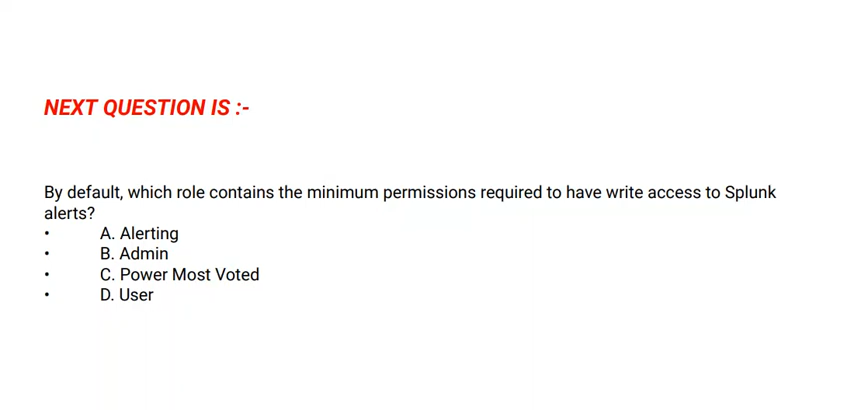 NEXT QUESTION IS :-
By default, which role contains the minimum permissions required to have write access to Splunk
alerts?
• A. Alerting
• B. Admin
• C. Power Most Voted
• D. User